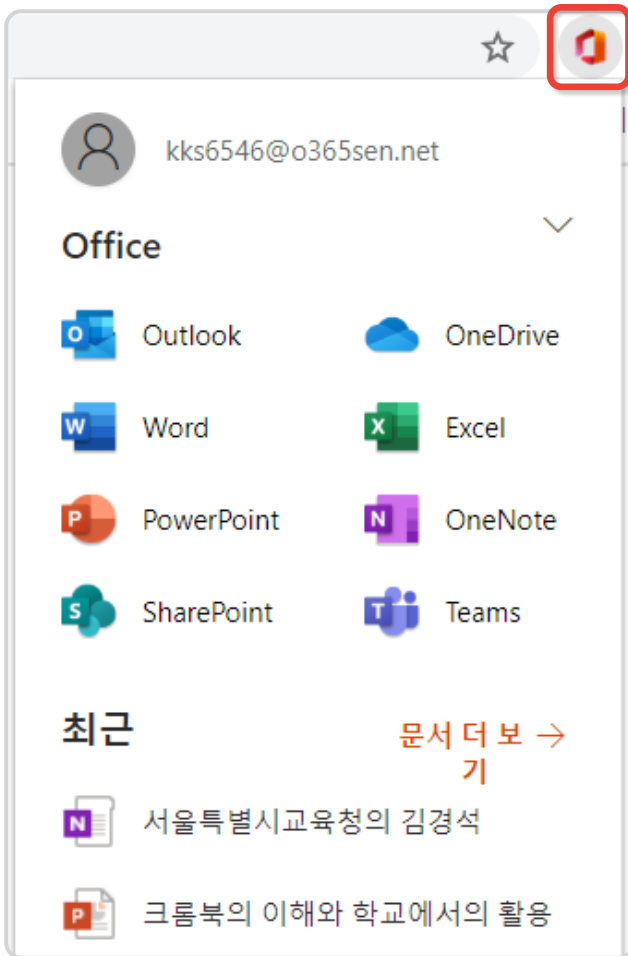 kks6546@o365sen.net
Office
Outlook OneDrive
Word Excel
PowerPoint OneNote
SharePoint Teams
최근 문서 더 보 →
기
서울특별시교육청의 김경석
크롬북의 이해와 학교에서의 활용